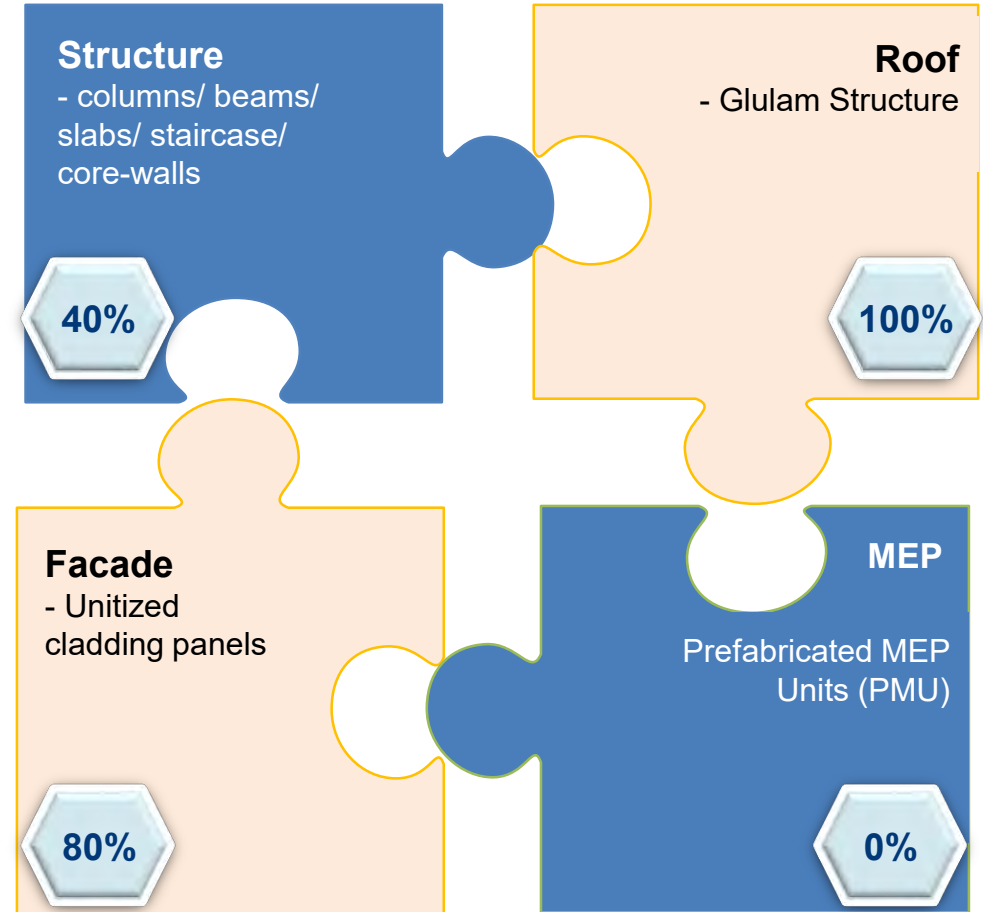 Structure
- columns/ beams/
slabs/ staircase/
core-walls
40%
Roof
- Glulam Structure
100%
Facade
- Unitized
cladding panels
80%
MEP
Prefabricated MEP
Units (PMU)
0%